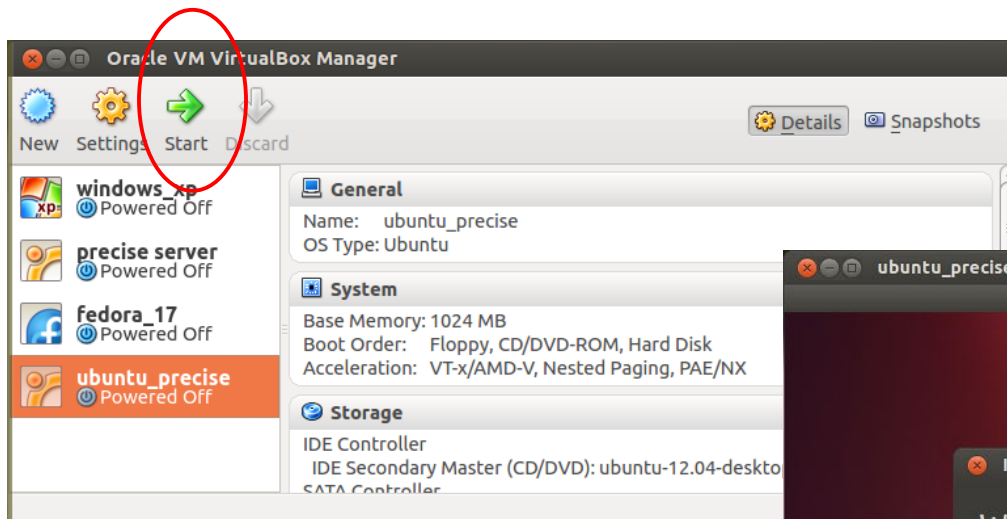 Oracle VM VirtualBox Manager
New Settings Start Discard
Details Snapshots
windows_xp
Powered Off
precise server
Powered Off
fedora_17
Powered Off
ubuntu_precise
Powered Off
General
Name: ubuntu_precise
OS Type: Ubuntu
System
Base Memory: 1024 MB
Boot Order: Floppy, CD/DVD-ROM, Hard Disk
Acceleration: VT-x/AMD-V, Nested Paging, PAE/NX
Storage
IDE Controller
IDE Secondary Master (CD/DVD): ubuntu-12.04-deskto
SATA Controller
ubuntu_precise